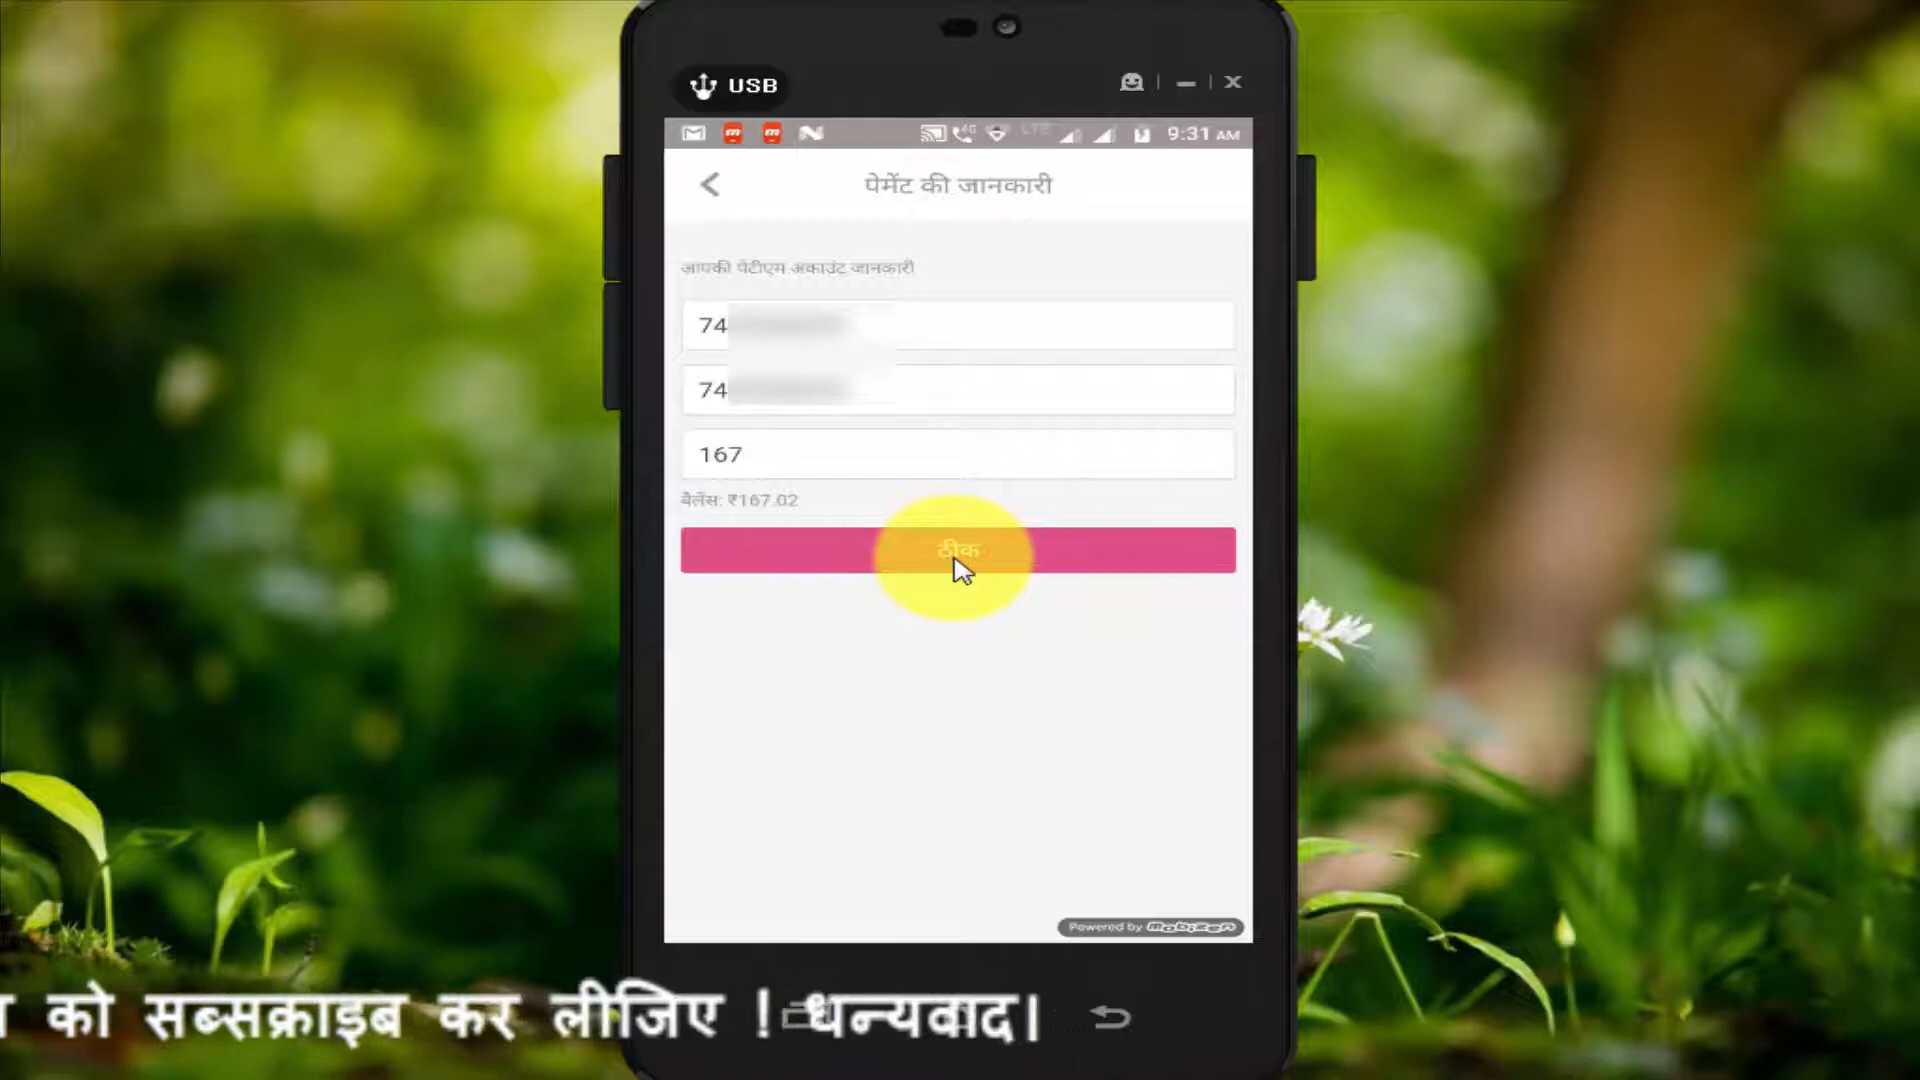 USB
9:31 AM
पेमेंट की जानकारी
आपकी पेटीएम अकाउंट जानकारी
74
74
167
बैलेंस: ₹167.02
ठीक
Powered by Mobizen
को सब्सक्राइब कर लीजिए ! धन्यवाद।